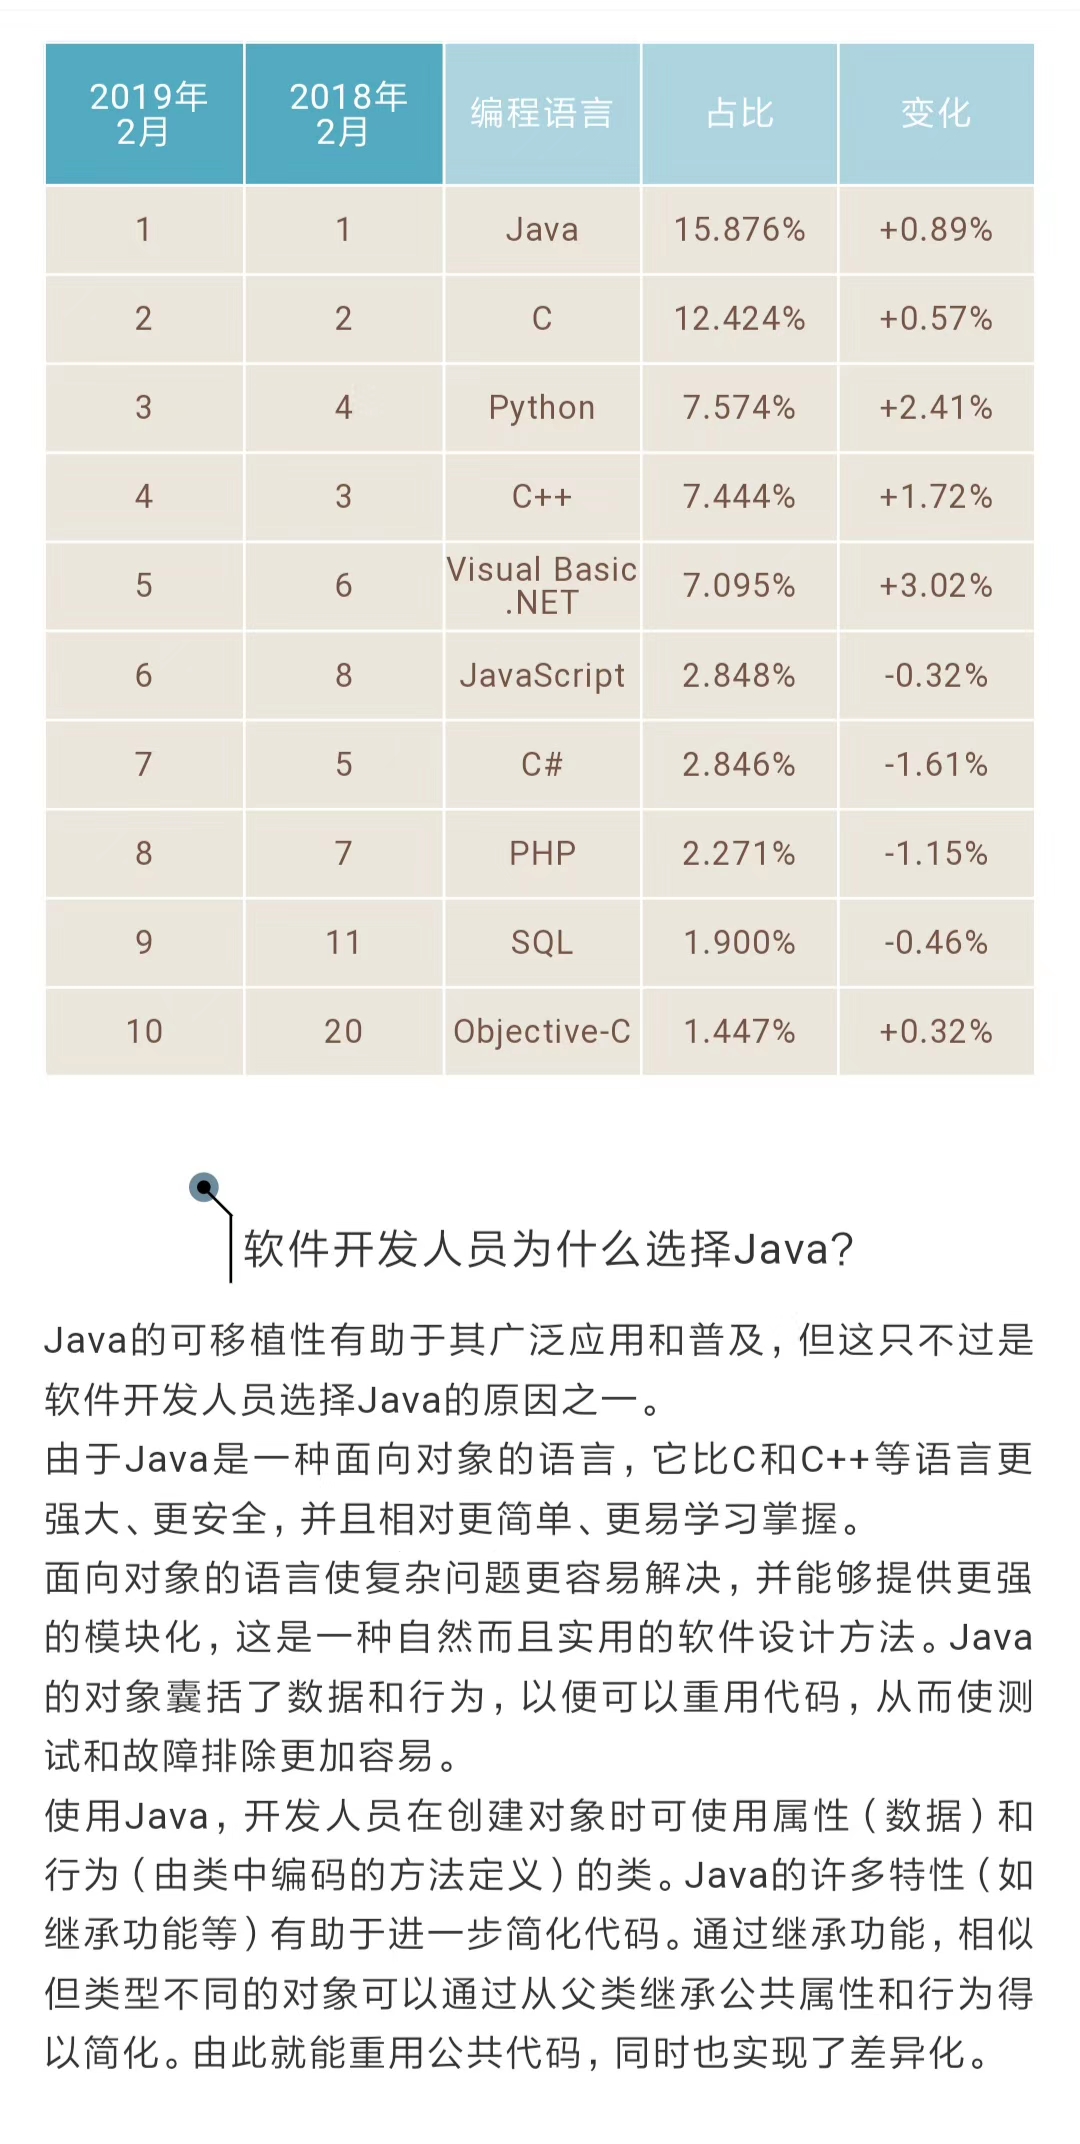 2019年 2018年 编程语言 占比 变化
2月 2月
1 1 Java 15.876% +0.89%
2 2 C 12.424% +0.57%
3 4 Python 7.574% +2.41%
4 3 C++ 7.444% +1.72%
5 6 Visual Basic .NET 7.095% +3.02%
6 8 JavaScript 2.848% -0.32%
7 5 C# 2.846% -1.61%
8 7 PHP 2.271% -1.15%
9 11 SQL 1.900% -0.46%
10 20 Objective-C 1.447% +0.32%
软件开发人员为什么选择Java？
Java的可移植性有助于其广泛应用和普及，但这只不过是
软件开发人员选择Java的原因之一。
由于Java是一种面向对象的语言，它比C和C++等语言更
强大、更安全，并且相对更简单、更易学习掌握。
面向对象的语言使复杂问题更容易解决，并能够提供更强
的模块化，这是一种自然而且实用的软件设计方法。Java
的对象囊括了数据和行为，以便可以重用代码，从而使测
试和故障排除更加容易。
使用Java，开发人员在创建对象时可使用属性（数据）和
行为（由类中编码的方法定义）的类。Java的许多特性（如
继承功能等）有助于进一步简化代码。通过继承功能，相似
但类型不同的对象可以通过从父类继承公共属性和行为得
以简化。由此就能重用公共代码，同时也实现了差异化。